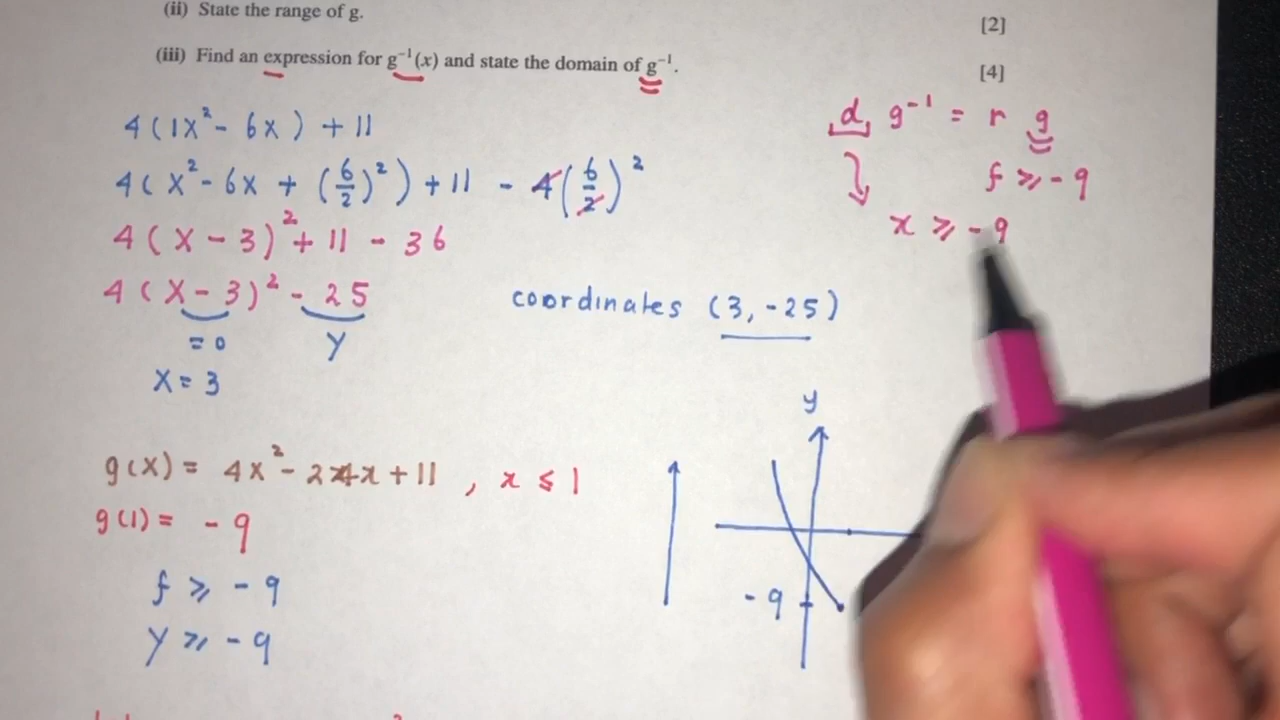 (ii) State the range of g.
[2]
(iii) Find an expression for g⁻¹(x) and state the domain of g⁻¹.
[4]
4(1x² - 6x) + 11
4(x² - 6x + (6/2)²) + 11 - 4(6/2)²
4(x - 3)² + 11 - 36
4(x - 3)² - 25
= 0
y
x = 3
d g⁻¹ = r g
f ≥ -9
x ≥ -9
coordinates (3, -25)
g(x) = 4x² - 24x + 11 , x ≤ 1
g(1) = -9
f ≥ -9
y ≥ -9
y
-9